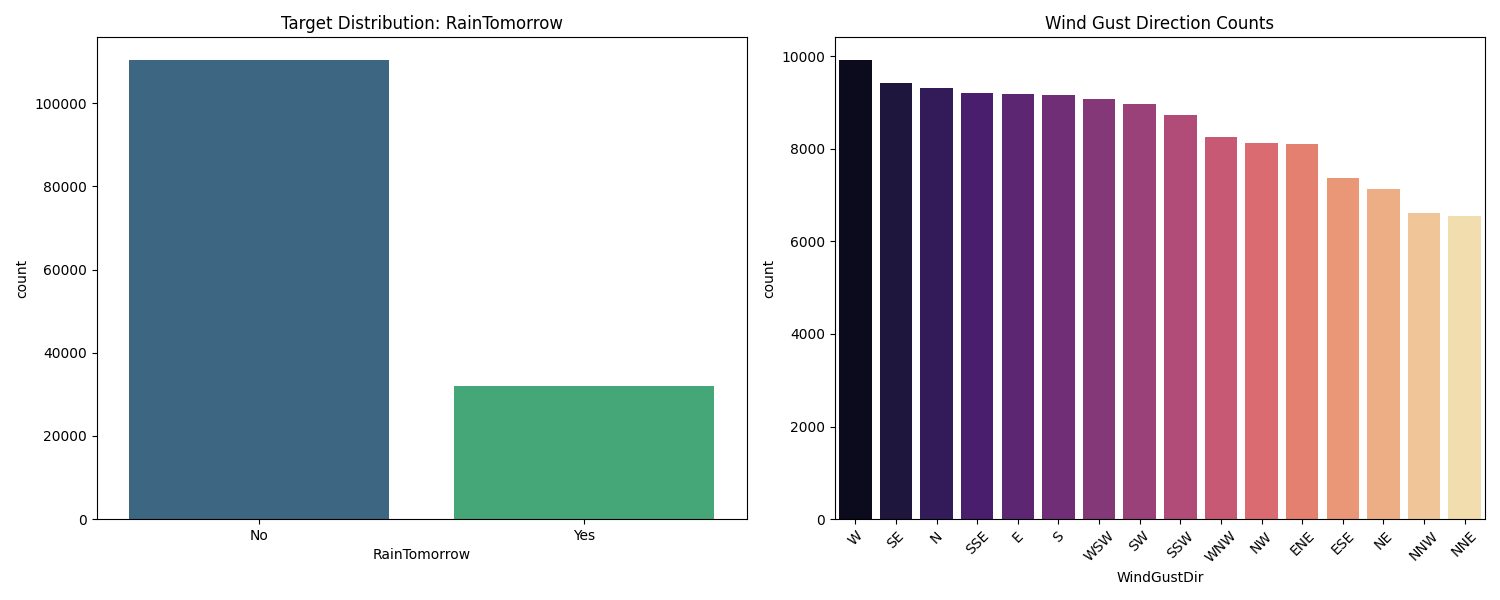 Target Distribution: RainTomorrow
100000
80000
60000
40000
20000
0
count
No
Yes
RainTomorrow
Wind Gust Direction Counts
10000
8000
6000
4000
2000
0
count
W
SE
N
SSE
E
S
WSW
SW
SSW
WNW
NW
ENE
ESE
NE
NNW
NNE
WindGustDir